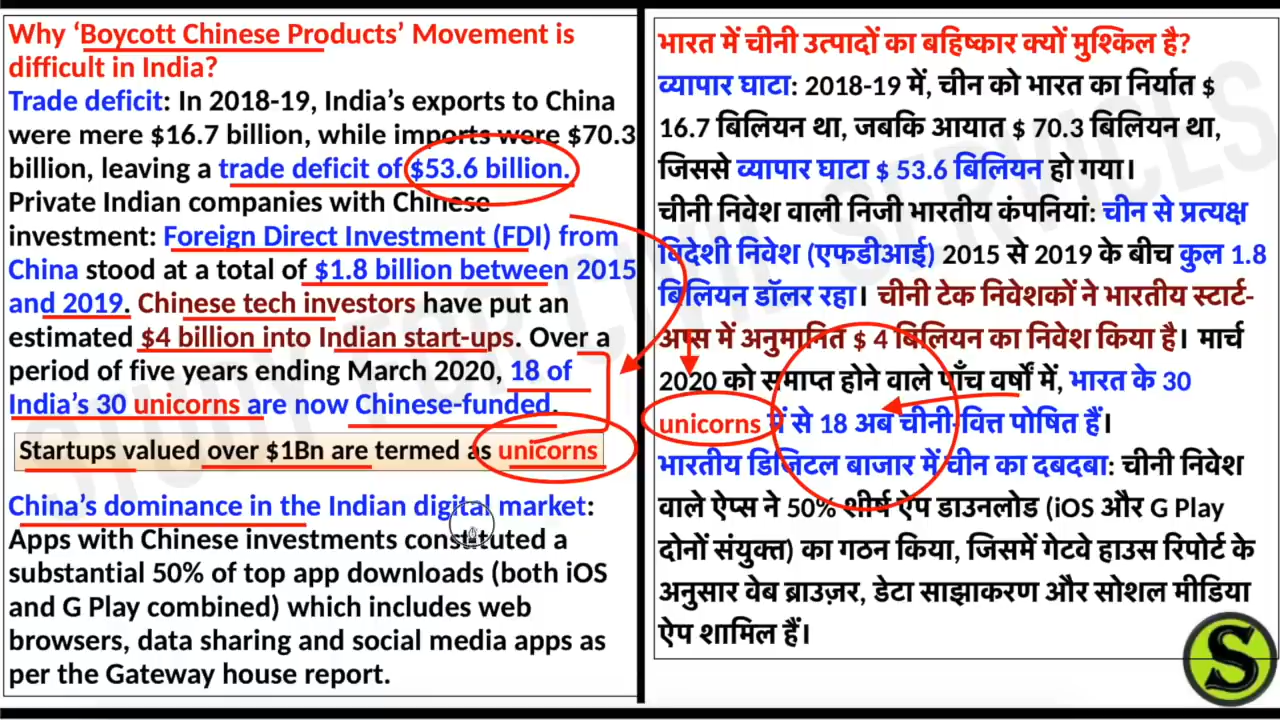 Why ‘Boycott Chinese Products’ Movement is
difficult in India?
Trade deficit: In 2018-19, India’s exports to China
were mere $16.7 billion, while imports were $70.3
billion, leaving a trade deficit of $53.6 billion.
Private Indian companies with Chinese
investment: Foreign Direct Investment (FDI) from
China stood at a total of $1.8 billion between 2015
and 2019. Chinese tech investors have put an
estimated $4 billion into Indian start-ups. Over a
period of five years ending March 2020, 18 of
India’s 30 unicorns are now Chinese-funded.
Startups valued over $1Bn are termed as unicorns
China’s dominance in the Indian digital market:
Apps with Chinese investments constituted a
substantial 50% of top app downloads (both iOS
and G Play combined) which includes web
browsers, data sharing and social media apps as
per the Gateway house report.
भारत में चीनी उत्पादों का बहिष्कार क्यों मुश्किल है?
व्यापार घाटा: 2018-19 में, चीन को भारत का निर्यात $
16.7 बिलियन था, जबकि आयात $ 70.3 बिलियन था,
जिससे व्यापार घाटा $ 53.6 बिलियन हो गया।
चीनी निवेश वाली निजी भारतीय कंपनियां: चीन से प्रत्यक्ष
विदेशी निवेश (एफडीआई) 2015 से 2019 के बीच कुल 1.8
बिलियन डॉलर रहा। चीनी टेक निवेशकों ने भारतीय स्टार्ट-
अप्स में अनुमानित $ 4 बिलियन का निवेश किया है। मार्च
2020 को समाप्त होने वाले पाँच वर्षों में, भारत के 30
unicorns में से 18 अब चीनी-वित्त पोषित हैं।
भारतीय डिजिटल बाजार में चीन का दबदबा: चीनी निवेश
वाले ऐप्स ने 50% शीर्ष ऐप डाउनलोड (iOS और G Play
दोनों संयुक्त) का गठन किया, जिसमें गेटवे हाउस रिपोर्ट के
अनुसार वेब ब्राउज़र, डेटा साझाकरण और सोशल मीडिया
ऐप शामिल हैं।
STUDY FOR CIVIL SERVICES
S